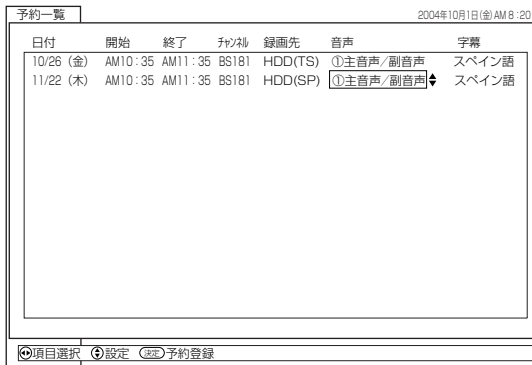 予約一覧 2004年10月1日(金)AM 8:20
日付 開始 終了 チャンネル 録画先 音声 字幕
10/26 (金) AM10:35 AM11:35 BS181 HDD(TS) ①主音声/副音声 スペイン語
11/22 (木) AM10:35 AM11:35 BS181 HDD(SP) ①主音声/副音声 スペイン語
項目選択 設定 決定 予約登録